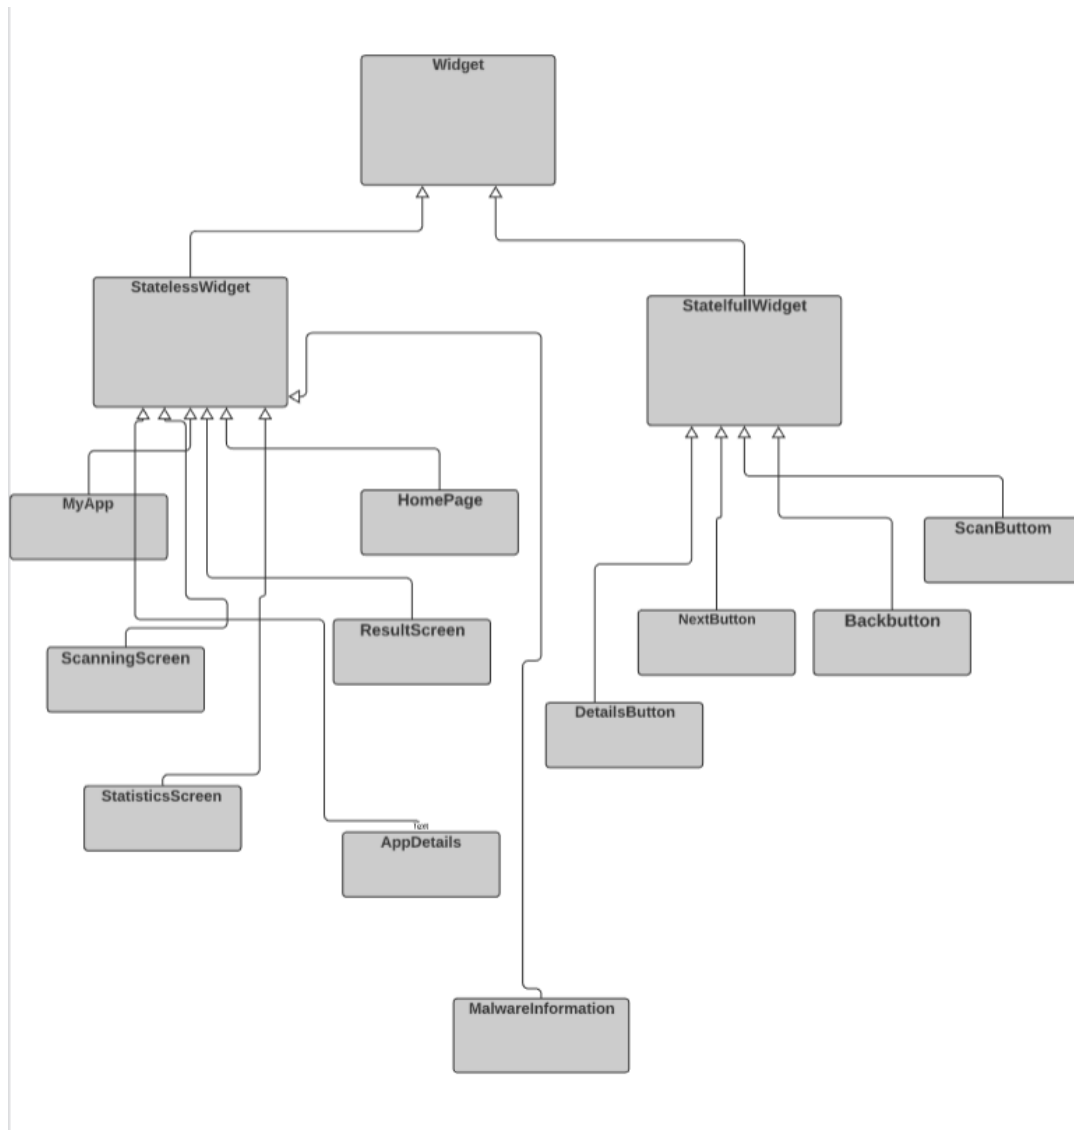 Widget
StatelessWidget
StatelfullWidget
MyApp
HomePage
ScanButtom
ResultScreen
NextButton
Backbutton
ScanningScreen
DetailsButton
StatisticsScreen
Text
AppDetails
MalwareInformation